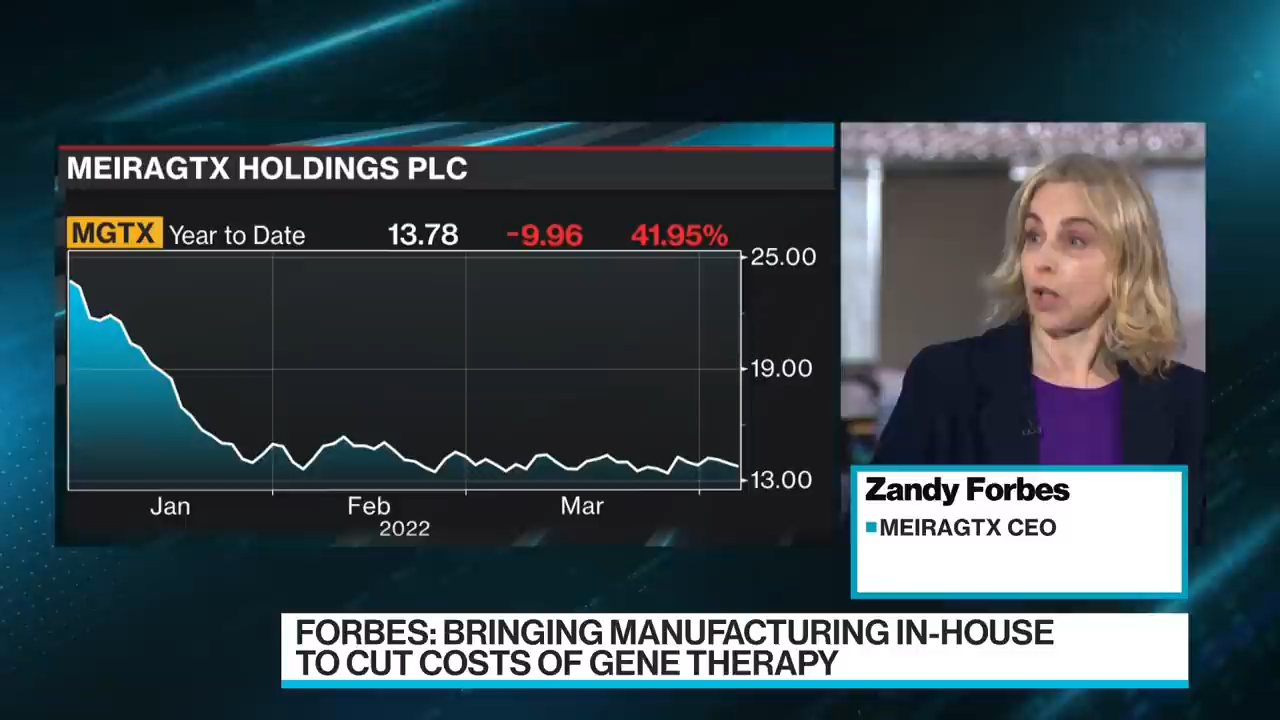 MEIRAGTX HOLDINGS PLC
MGTX Year to Date 13.78 -9.96 41.95%
25.00
19.00
13.00
Jan Feb Mar
2022
Zandy Forbes
MEIRAGTX CEO
FORBES: BRINGING MANUFACTURING IN-HOUSE
TO CUT COSTS OF GENE THERAPY